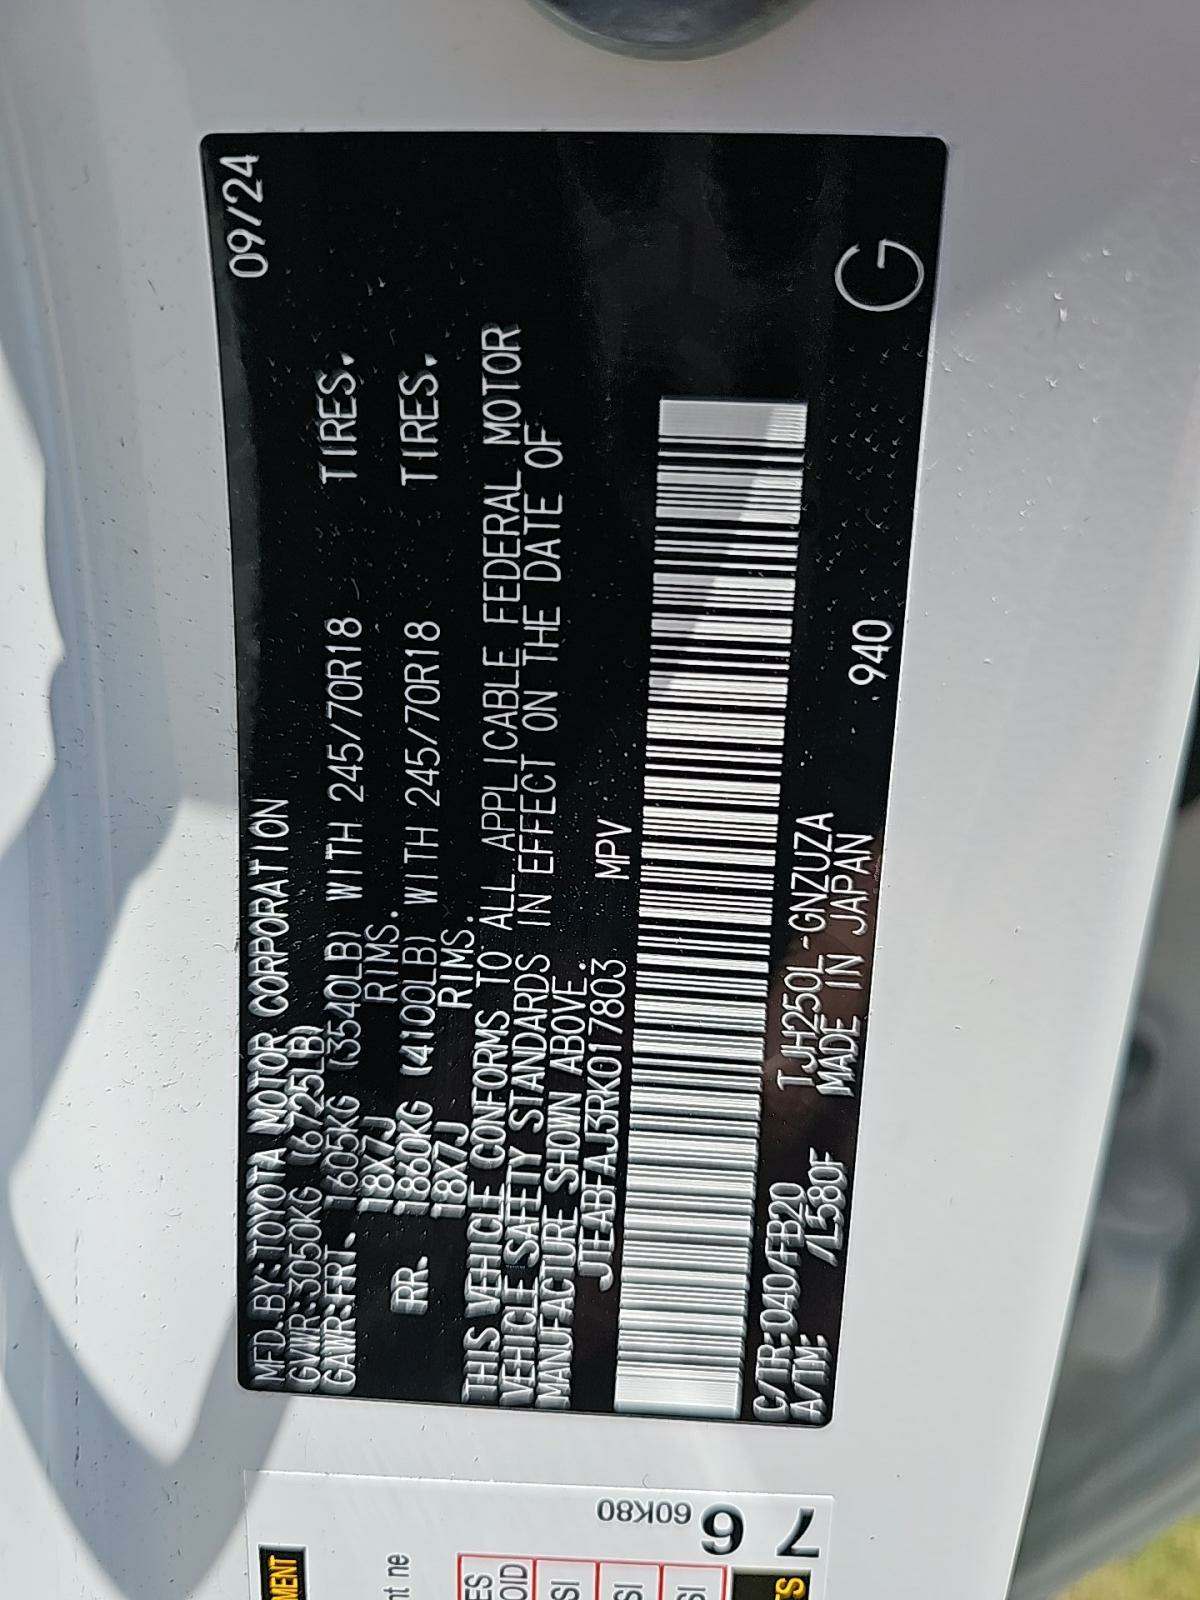 MFD.BY:TOYOTA MOTOR CORPORATION 09/24
GVWR:3050KG (6725LB)
GAWR:FRT. 1605KG (3540LB) WITH 245/70R18 TIRES.
18X7J RIMS.
RR. 1860KG (4100LB) WITH 245/70R18 TIRES.
18X7J RIMS.
THIS VEHICLE CONFORMS TO ALL APPLICABLE FEDERAL MOTOR
VEHICLE SAFETY STANDARDS IN EFFECT ON THE DATE OF
MANUFACTURE SHOWN ABOVE.
JTEABFAJ3RK017803 MPV
C/TR:040/FB20 TJH250L-GNZUZA 940 G
A/TM: /L580F MADE IN JAPAN
60K80
76